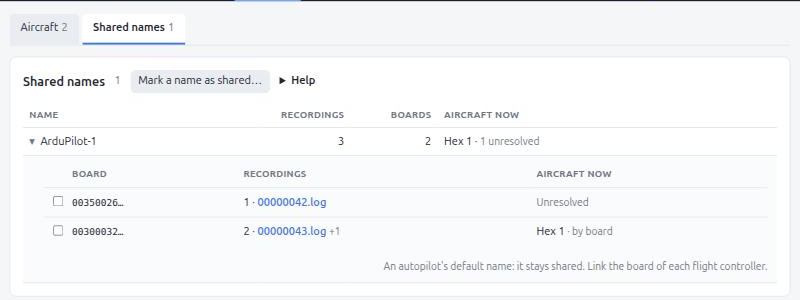 Aircraft 2 Shared names 1
Shared names 1 Mark a name as shared... ▶ Help
NAME RECORDINGS BOARDS AIRCRAFT NOW
▼ ArduPilot-1 3 2 Hex 1 · 1 unresolved
BOARD RECORDINGS AIRCRAFT NOW
00350026… 1 · 00000042.log Unresolved
00300032… 2 · 00000043.log +1 Hex 1 · by board
An autopilot's default name: it stays shared. Link the board of each flight controller.